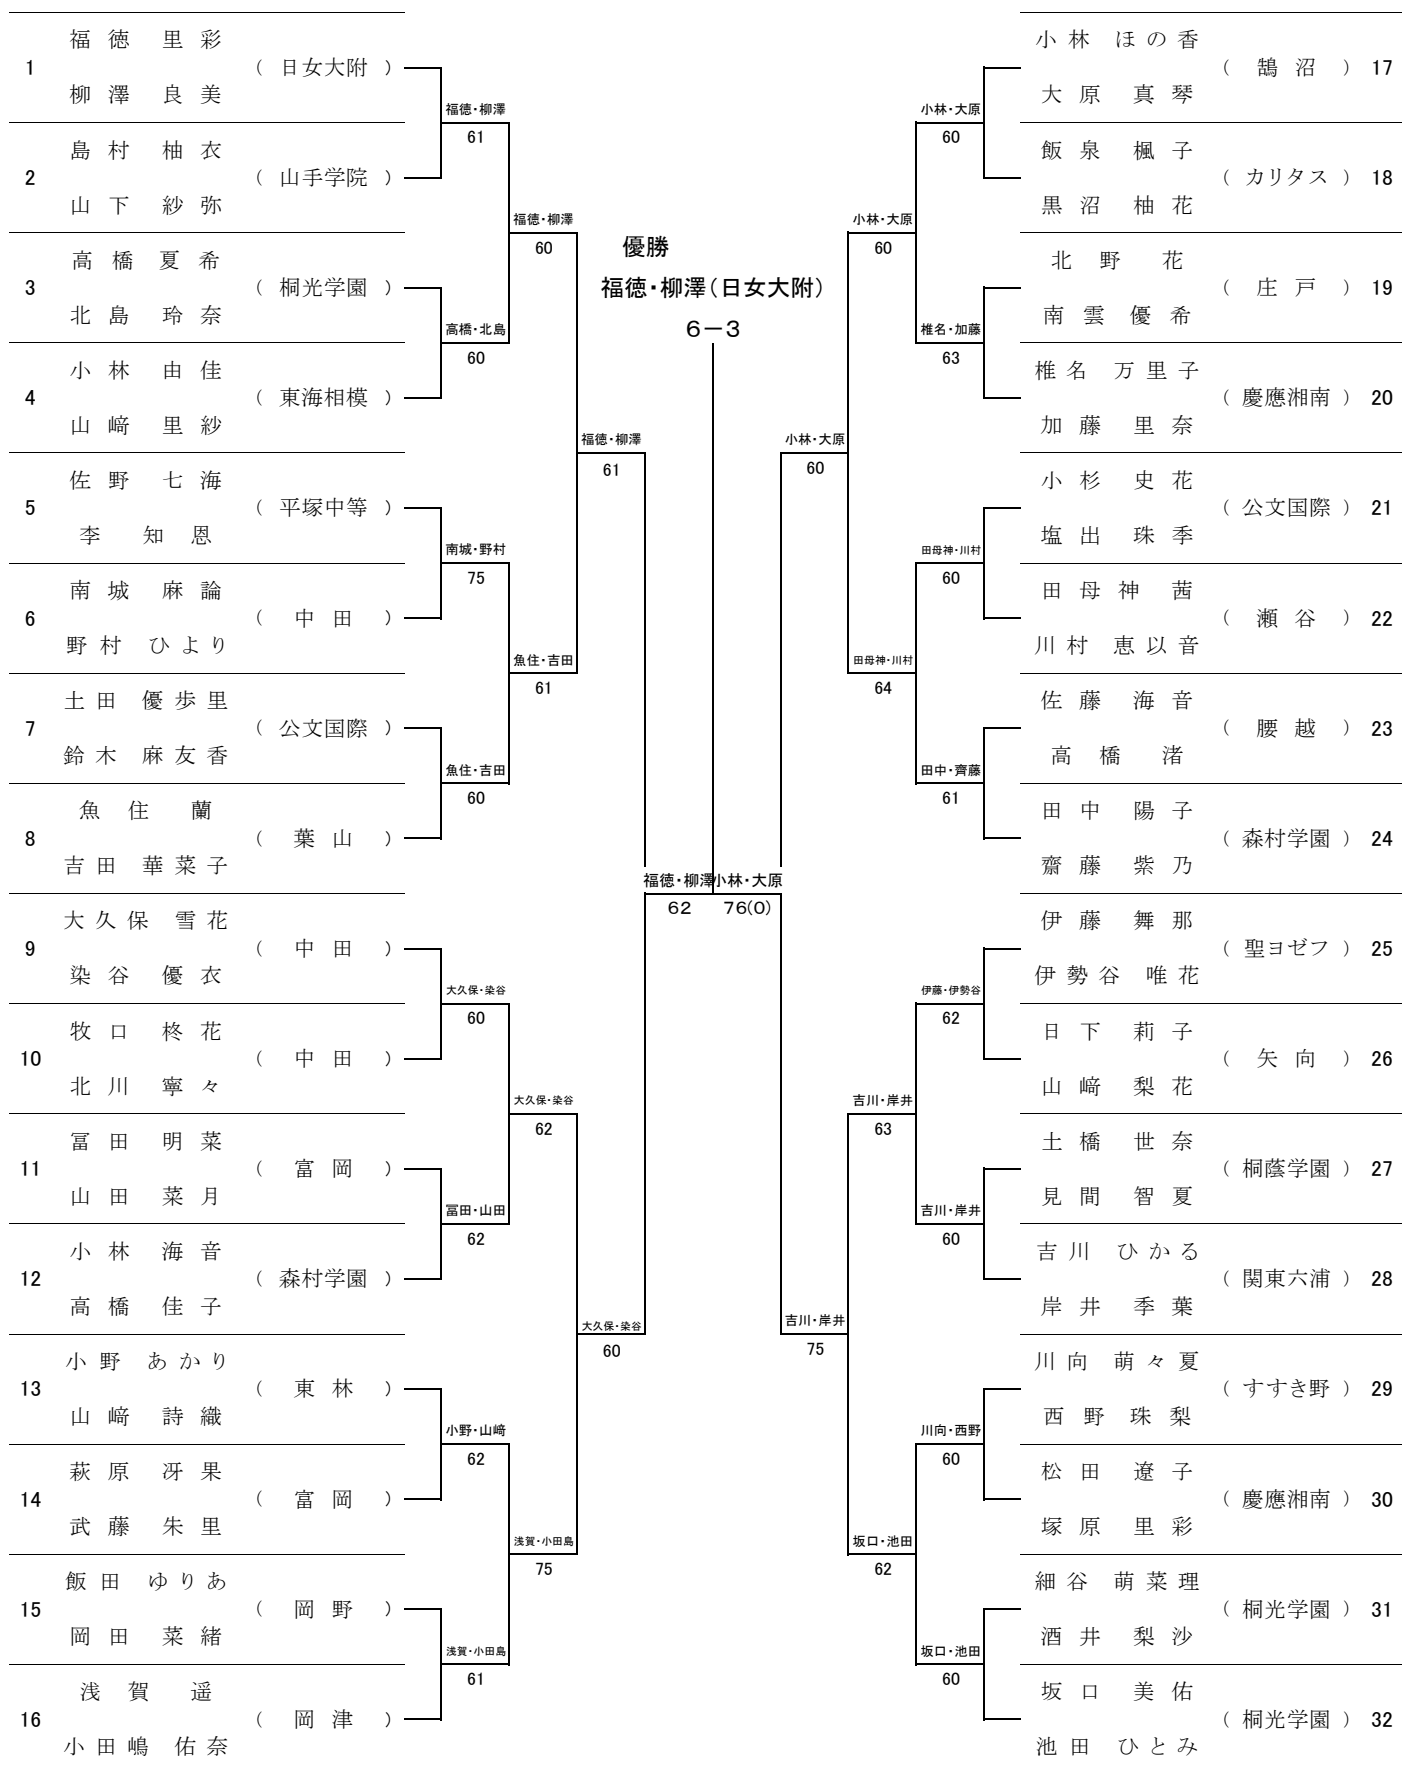 福徳 里彩
1 （ 日女大附 ）
柳澤 良美
島村 柚衣
2 （ 山手学院 ）
山下 紗弥
高橋 夏希
3 （ 桐光学園 ）
北島 玲奈
小林 由佳
4 （ 東海相模 ）
山﨑 里紗
佐野 七海
5 （ 平塚中等 ）
李 知恩
南城 麻論
6 （ 中田 ）
野村 ひより
土田 優歩里
7 （ 公文国際 ）
鈴木 麻友香
魚住 蘭
8 （ 葉山 ）
吉田 華菜子
大久保 雪花
9 （ 中田 ）
染谷 優衣
牧口 柊花
10 （ 中田 ）
北川 寧々
冨田 明菜
11 （ 富岡 ）
山田 菜月
小林 海音
12 （ 森村学園 ）
高橋 佳子
小野 あかり
13 （ 東林 ）
山﨑 詩織
萩原 冴果
14 （ 富岡 ）
武藤 朱里
飯田 ゆりあ
15 （ 岡野 ）
岡田 菜緒
浅賀 遥
16 （ 岡津 ）
小田嶋 佑奈
福徳・柳澤
61
高橋・北島
60
南城・野村
75
魚住・吉田
60
大久保・染谷
60
冨田・山田
62
小野・山﨑
62
浅賀・小田島
61
福徳・柳澤
60
魚住・吉田
61
大久保・染谷
62
浅賀・小田島
75
福徳・柳澤
61
大久保・染谷
60
優勝
福徳・柳澤（日女大附）
6－3
福徳・柳澤 小林・大原
62 76(0)
小林・大原
60
吉川・岸井
75
小林・大原
60
田母神・川村
64
吉川・岸井
63
坂口・池田
62
小林・大原
60
椎名・加藤
63
田母神・川村
60
田中・齊藤
61
伊藤・伊勢谷
62
吉川・岸井
60
川向・西野
60
坂口・池田
60
小林 ほの香
（ 鵠沼 ） 17
大原 真琴
飯泉 楓子
（ カリタス ） 18
黒沼 柚花
北野 花
（ 庄戸 ） 19
南雲 優希
椎名 万里子
（ 慶應湘南 ） 20
加藤 里奈
小杉 史花
（ 公文国際 ） 21
塩出 珠季
田母神 茜
（ 瀬谷 ） 22
川村 恵以音
佐藤 海音
（ 腰越 ） 23
高橋 渚
田中 陽子
（ 森村学園 ） 24
齋藤 紫乃
伊藤 舞那
（ 聖ヨゼフ ） 25
伊勢谷 唯花
日下 莉子
（ 矢向 ） 26
山﨑 梨花
土橋 世奈
（ 桐蔭学園 ） 27
見間 智夏
吉川 ひかる
（ 関東六浦 ） 28
岸井 季葉
川向 萌々夏
（ すすき野 ） 29
西野 珠梨
松田 遼子
（ 慶應湘南 ） 30
塚原 里彩
細谷 萌菜理
（ 桐光学園 ） 31
酒井 梨沙
坂口 美佑
（ 桐光学園 ） 32
池田 ひとみ